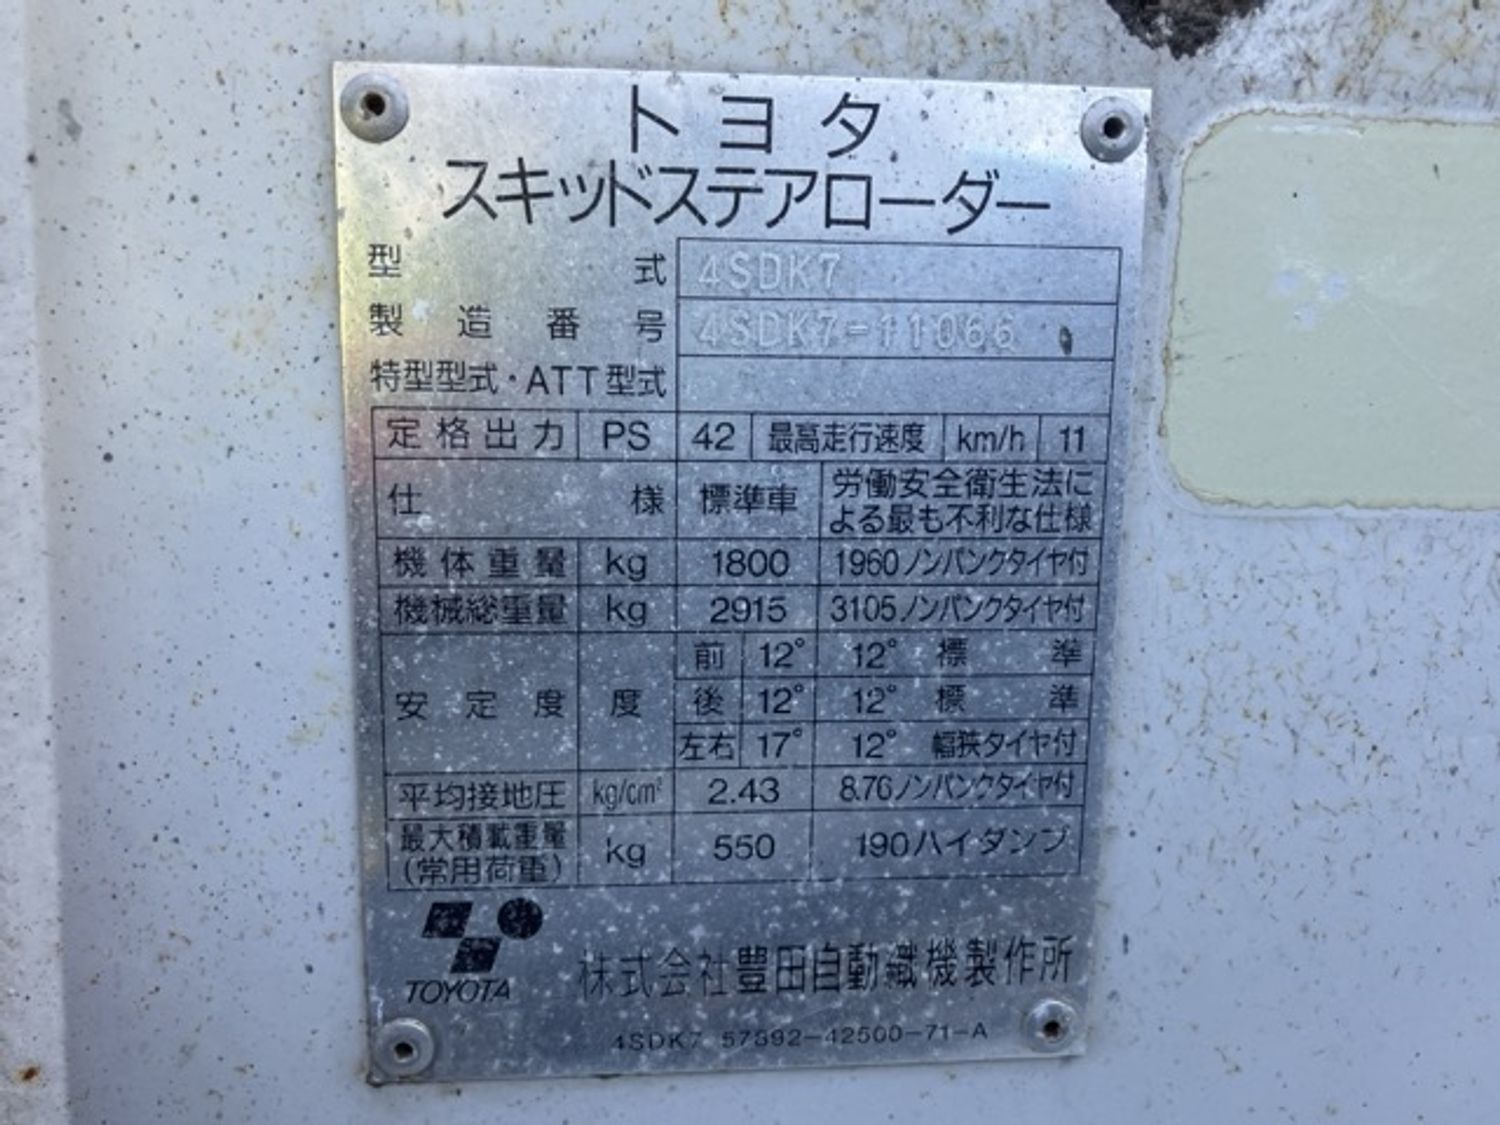 トヨタ
スキッドステアローダー
型式 4SDK7
製造番号 4SDK7-11066
特型型式・ATT型式
定格出力 PS 42 最高走行速度 km/h 11
仕様 標準車 労働安全衛生法による最も不利な仕様
機体重量 kg 1800 1960ノンパンクタイヤ付
機械総重量 kg 2915 3105ノンパンクタイヤ付
安定度 度 前 12° 12° 標準
後 12° 12° 標準
左右 17° 12° 幅狭タイヤ付
平均接地圧 kg/cm² 2.43 8.76ノンパンクタイヤ付
最大積載重量(常用荷重) kg 550 190ハイダンプ
TOYOTA 株式会社豊田自動織機製作所
4SDK7 57392-42500-71-A